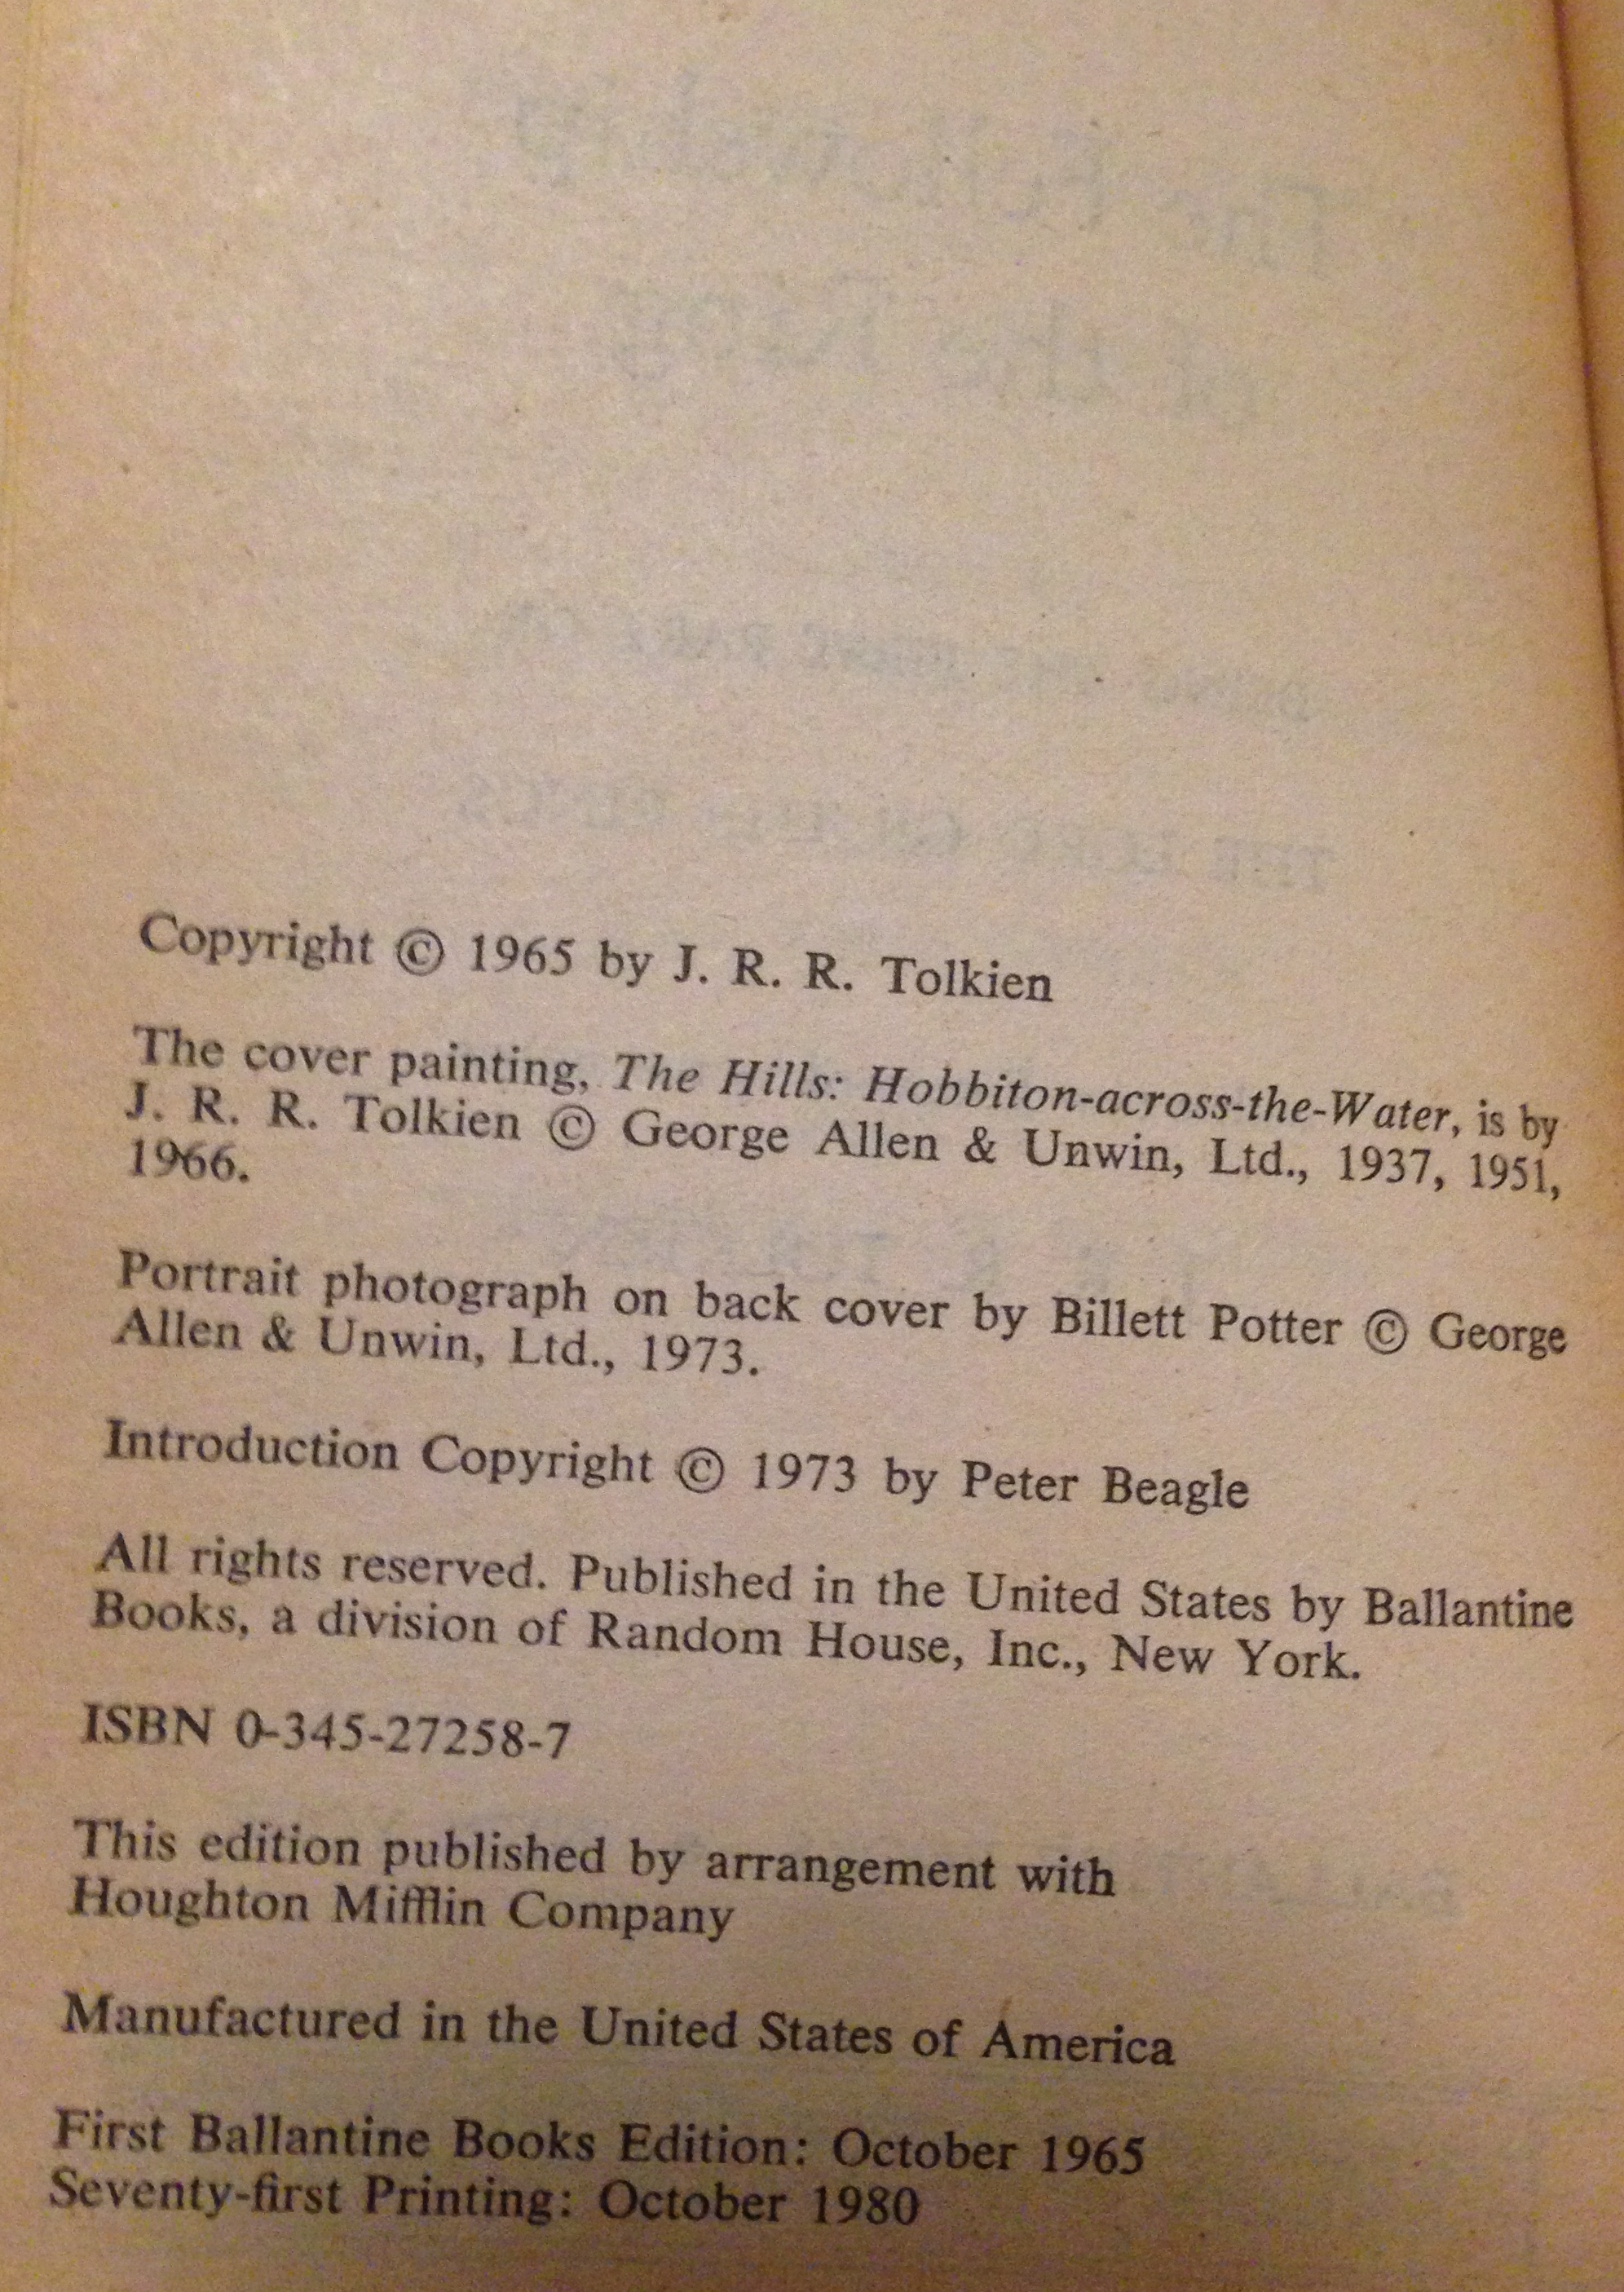 Copyright © 1965 by J. R. R. Tolkien
The cover painting, The Hills: Hobbiton-across-the-Water, is by
J. R. R. Tolkien © George Allen & Unwin, Ltd., 1937, 1951,
1966.
Portrait photograph on back cover by Billett Potter © George
Allen & Unwin, Ltd., 1973.
Introduction Copyright © 1973 by Peter Beagle
All rights reserved. Published in the United States by Ballantine
Books, a division of Random House, Inc., New York.
ISBN 0-345-27258-7
This edition published by arrangement with
Houghton Mifflin Company
Manufactured in the United States of America
First Ballantine Books Edition: October 1965
Seventy-first Printing: October 1980